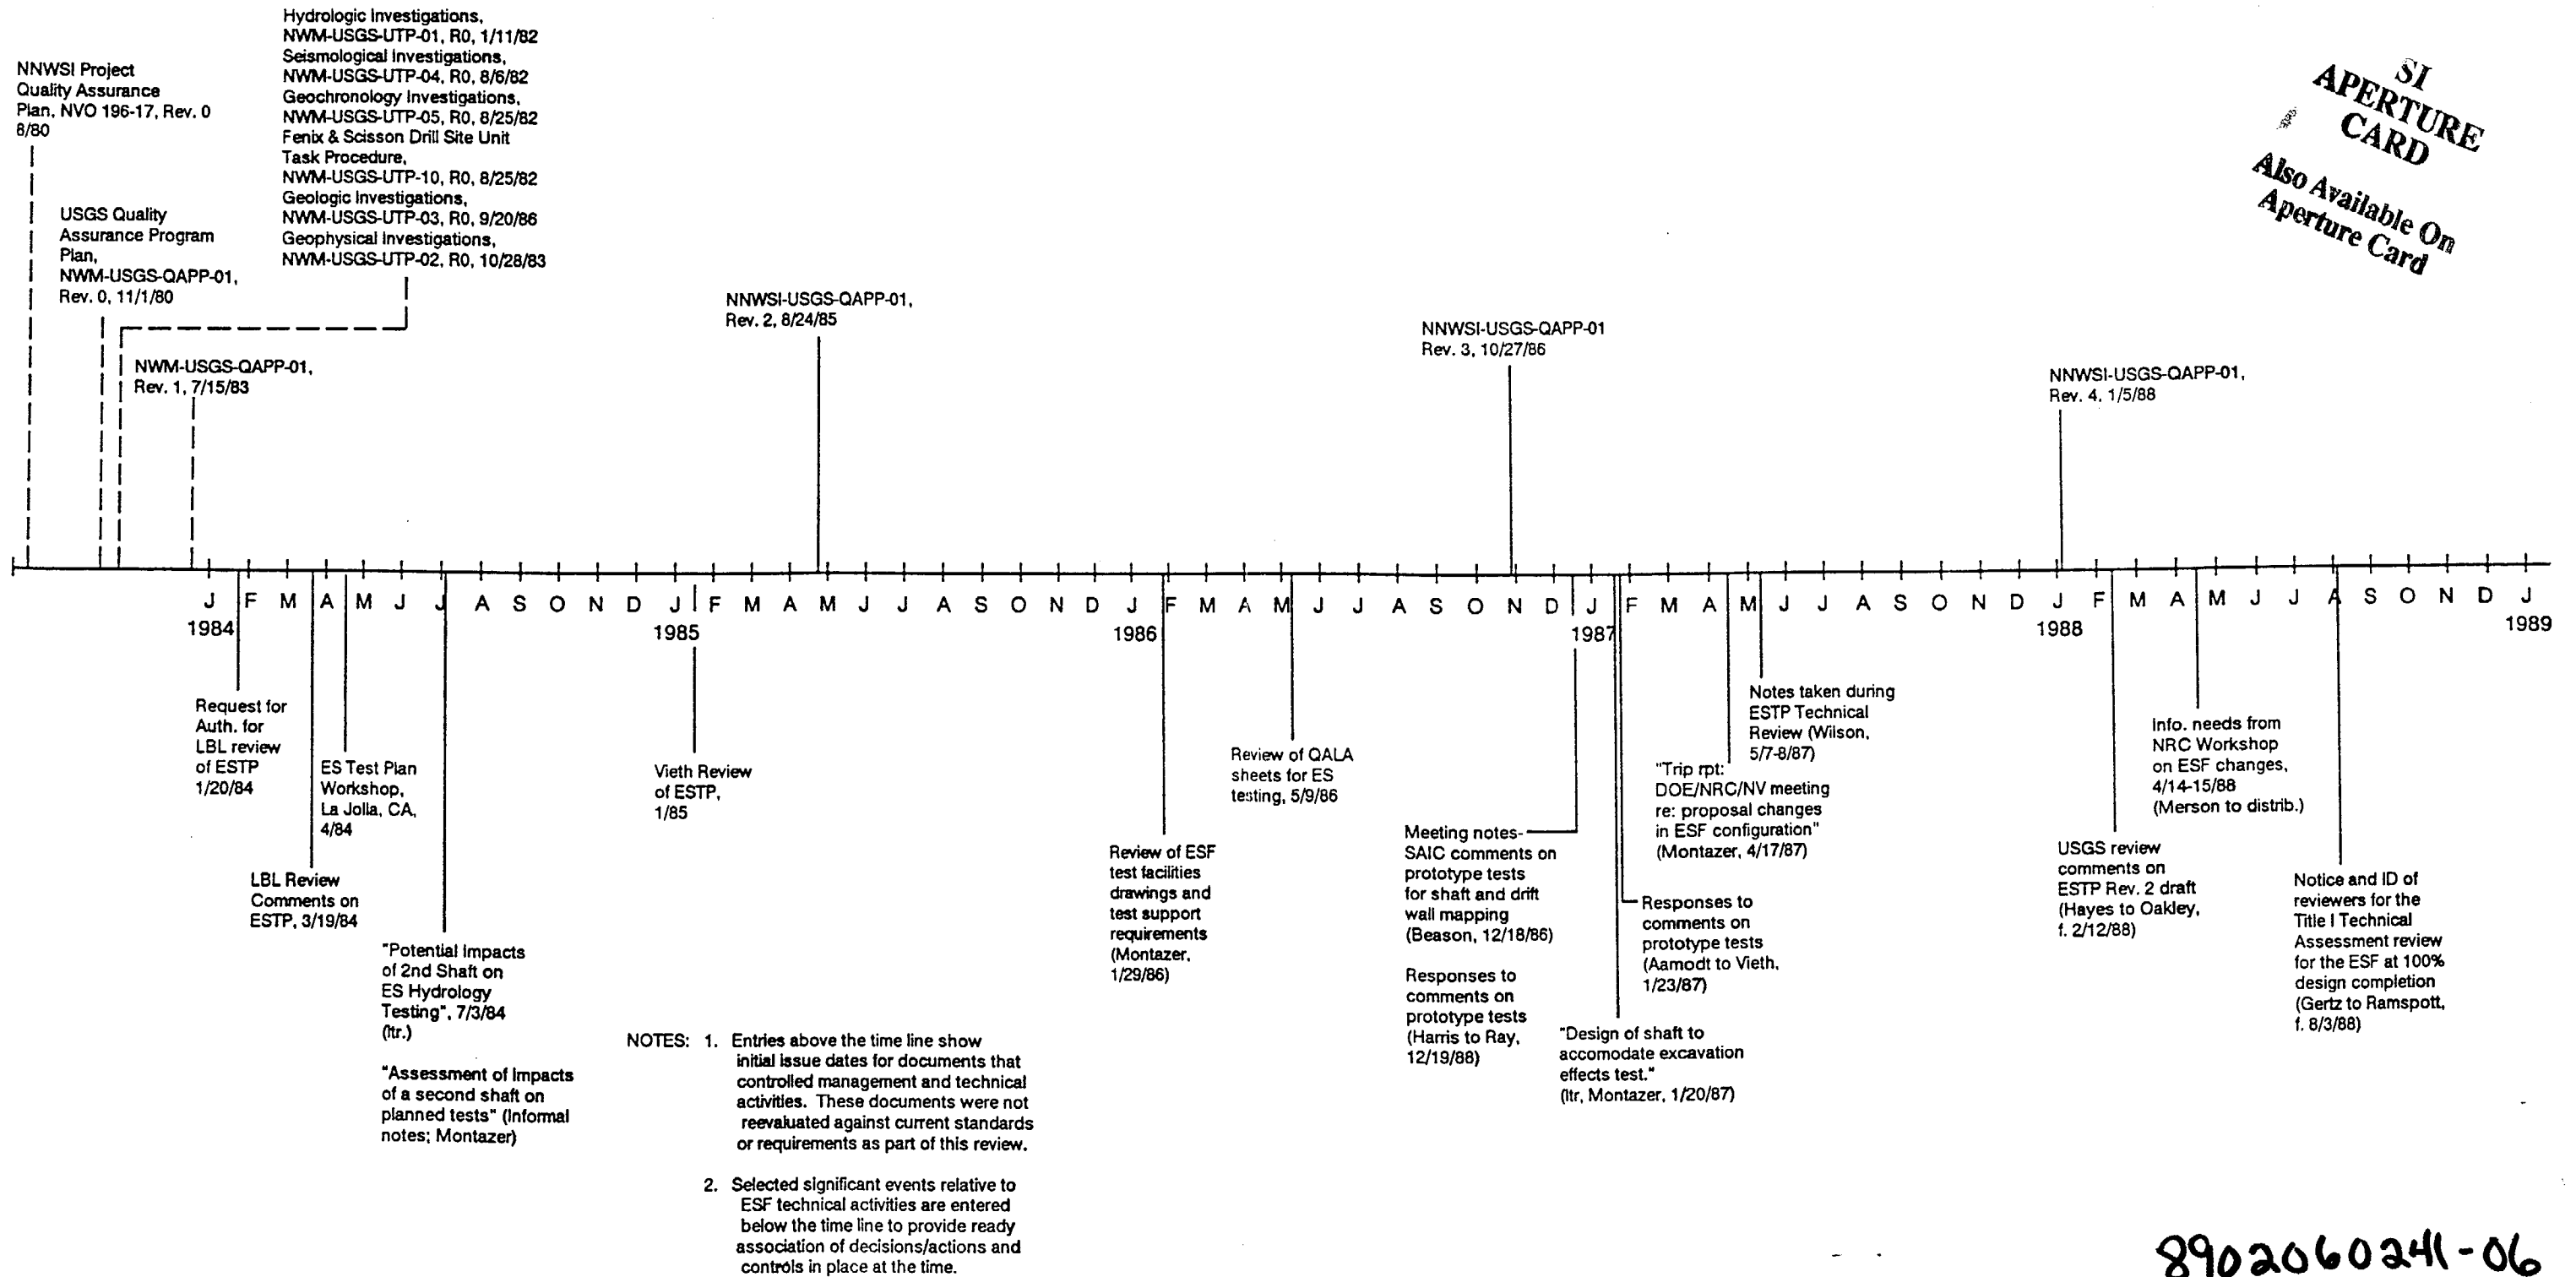 NNWSI Project
Quality Assurance
Plan, NVO 196-17, Rev. 0
8/80
USGS Quality
Assurance Program
Plan,
NWM-USGS-QAPP-01,
Rev. 0, 11/1/80
Hydrologic Investigations,
NWM-USGS-UTP-01, R0, 1/11/82
Seismological Investigations,
NWM-USGS-UTP-04, R0, 8/6/82
Geochronology Investigations,
NWM-USGS-UTP-05, R0, 8/25/82
Fenix & Scisson Drill Site Unit
Task Procedure,
NWM-USGS-UTP-10, R0, 8/25/82
Geologic Investigations,
NWM-USGS-UTP-03, R0, 9/20/86
Geophysical Investigations,
NWM-USGS-UTP-02, R0, 10/28/83
NWM-USGS-QAPP-01,
Rev. 1, 7/15/83
NNWSI-USGS-QAPP-01,
Rev. 2, 8/24/85
NNWSI-USGS-QAPP-01
Rev. 3, 10/27/86
NNWSI-USGS-QAPP-01,
Rev. 4, 1/5/88
SI
APERTURE
CARD
Also Available On
Aperture Card
J F M A M J J A S O N D J F M A M J J A S O N D J F M A M J J A S O N D J F M A M J J A S O N D J F M A M J J A S O N D J
1984 1985 1986 1987 1988 1989
Request for
Auth. for
LBL review
of ESTP
1/20/84
LBL Review
Comments on
ESTP, 3/19/84
ES Test Plan
Workshop,
La Jolla, CA,
4/84
"Potential Impacts
of 2nd Shaft on
ES Hydrology
Testing", 7/3/84
(ltr.)
"Assessment of Impacts
of a second shaft on
planned tests" (Informal
notes; Montazer)
Vieth Review
of ESTP,
1/85
Review of ESF
test facilities
drawings and
test support
requirements
(Montazer,
1/29/86)
Review of QALA
sheets for ES
testing, 5/9/86
Meeting notes-
SAIC comments on
prototype tests
for shaft and drift
wall mapping
(Beason, 12/18/86)
Responses to
comments on
prototype tests
(Harris to Ray,
12/19/88)
"Design of shaft to
accomodate excavation
effects test."
(ltr, Montazer, 1/20/87)
Responses to
comments on
prototype tests
(Aamodt to Vieth,
1/23/87)
"Trip rpt:
DOE/NRC/NV meeting
re: proposal changes
in ESF configuration"
(Montazer, 4/17/87)
Notes taken during
ESTP Technical
Review (Wilson,
5/7-8/87)
USGS review
comments on
ESTP Rev. 2 draft
(Hayes to Oakley,
f. 2/12/88)
Info. needs from
NRC Workshop
on ESF changes,
4/14-15/88
(Merson to distrib.)
Notice and ID of
reviewers for the
Title I Technical
Assessment review
for the ESF at 100%
design completion
(Gertz to Ramspott,
f. 8/3/88)
NOTES: 1. Entries above the time line show
initial issue dates for documents that
controlled management and technical
activities. These documents were not
reevaluated against current standards
or requirements as part of this review.
2. Selected significant events relative to
ESF technical activities are entered
below the time line to provide ready
association of decisions/actions and
controls in place at the time.
8902060241-06